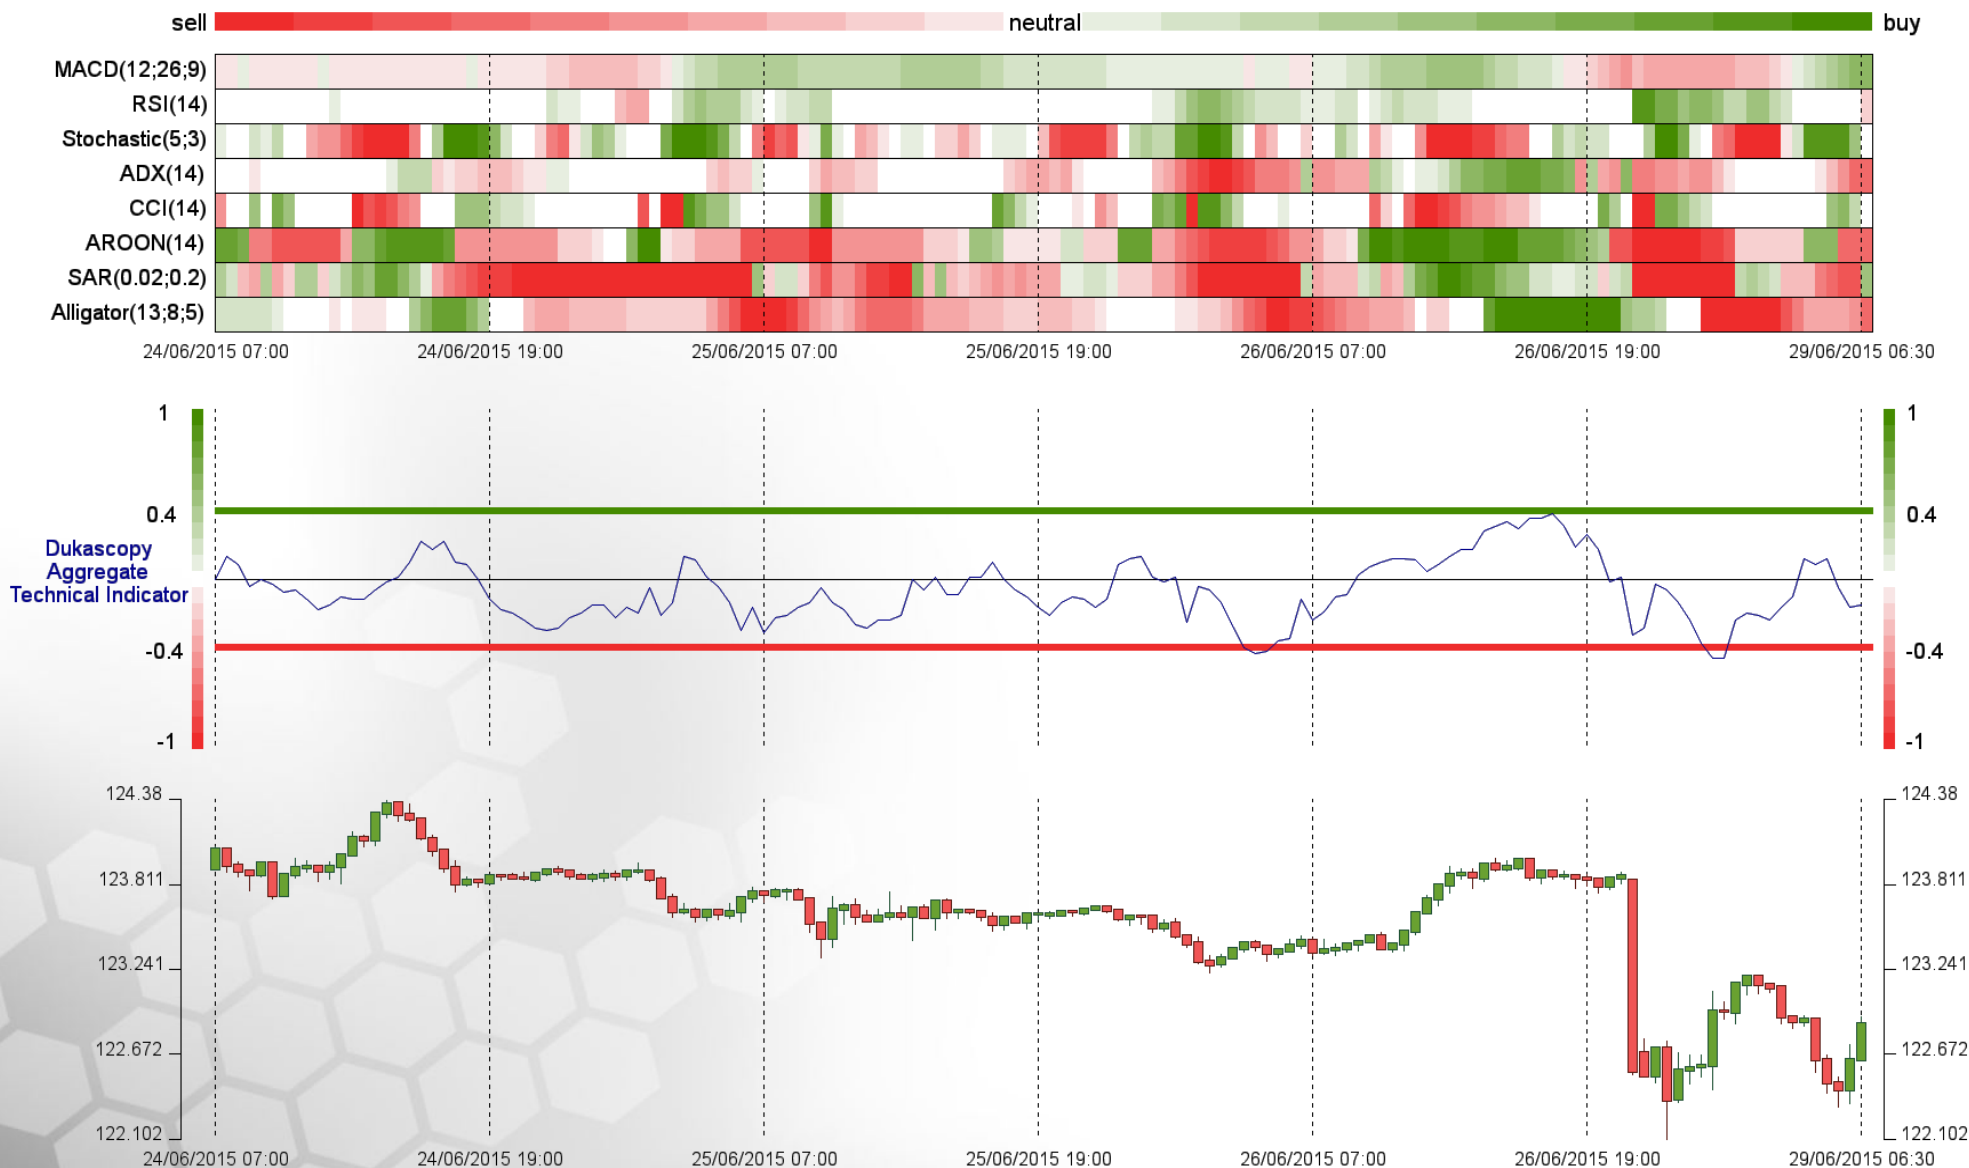 sell neutral buy
MACD(12;26;9)
RSI(14)
Stochastic(5;3)
ADX(14)
CCI(14)
AROON(14)
SAR(0.02;0.2)
Alligator(13;8;5)
24/06/2015 07:00 24/06/2015 19:00 25/06/2015 07:00 25/06/2015 19:00 26/06/2015 07:00 26/06/2015 19:00 29/06/2015 06:30
1 1
0.4 0.4
Dukascopy
Aggregate
Technical Indicator
-0.4 -0.4
-1 -1
124.38 124.38
123.811 123.811
123.241 123.241
122.672 122.672
122.102 122.102
24/06/2015 07:00 24/06/2015 19:00 25/06/2015 07:00 25/06/2015 19:00 26/06/2015 07:00 26/06/2015 19:00 29/06/2015 06:30